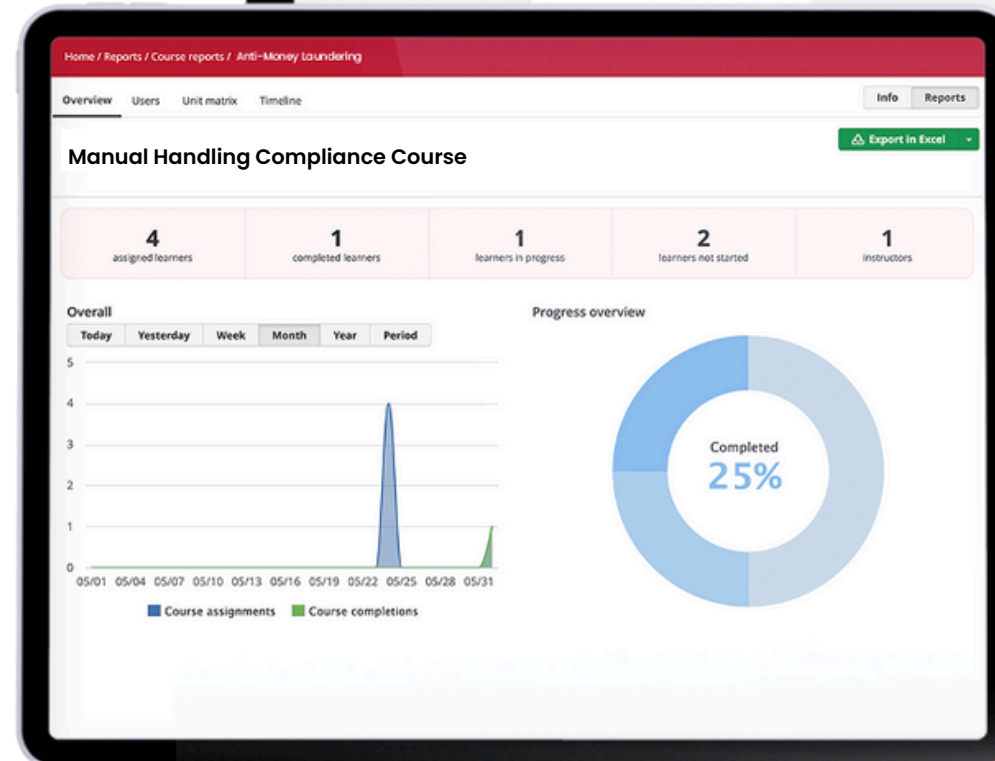 Home / Reports / Course reports / Anti-Money Laundering
Overview Users Unit matrix Timeline Info Reports
Manual Handling Compliance Course
Export in Excel
4 1 1 2 1
assigned learners completed learners learners in progress learners not started instructors
Overall
Progress overview
Today Yesterday Week Month Year Period
5
4
3
2
1
0
Completed
25%
05/01 05/04 05/07 05/10 05/13 05/16 05/19 05/22 05/25 05/28 05/31
Course assignments Course completions